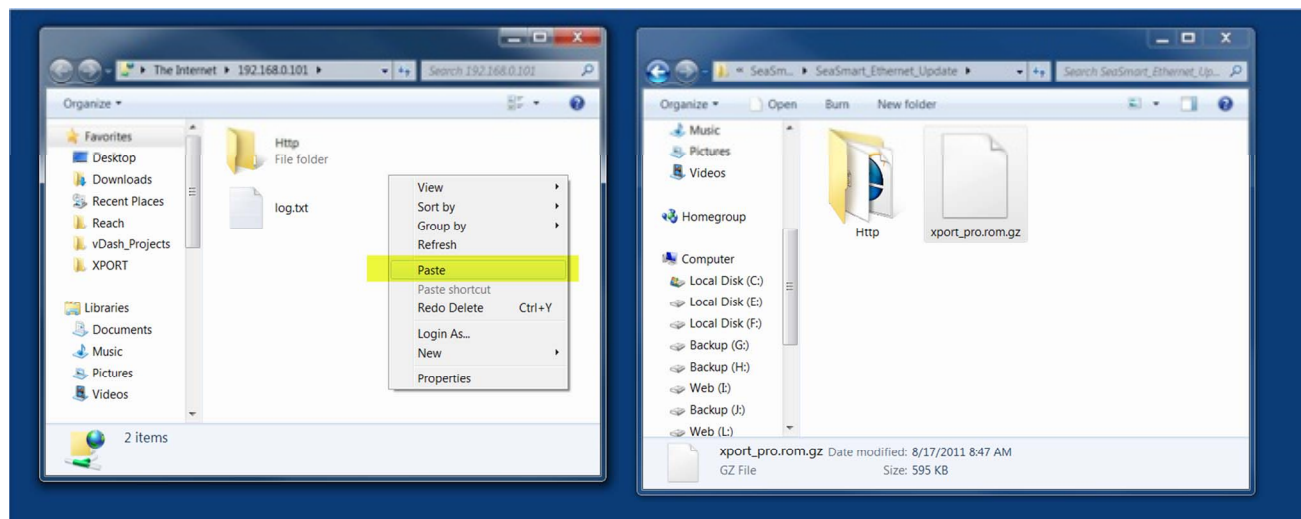 The Internet 192.168.0.101
Search 192.168.0.101
Organize
Favorites
Desktop
Downloads
Recent Places
Reach
vDash_Projects
XPORT
Libraries
Documents
Music
Pictures
Videos
Http
File folder
log.txt
View
Sort by
Group by
Refresh
Paste
Paste shortcut
Redo Delete Ctrl+Y
Login As...
New
Properties
2 items
« SeaSm... SeaSmart_Ethernet_Update
Search SeaSmart_Ethernet_Up...
Organize Open Burn New folder
Music
Pictures
Videos
Homegroup
Computer
Local Disk (C:)
Local Disk (E:)
Local Disk (F:)
Backup (G:)
Backup (H:)
Web (I:)
Backup (J:)
Web (L:)
Http
xport_pro.rom.gz
xport_pro.rom.gz Date modified: 8/17/2011 8:47 AM
GZ File Size: 595 KB